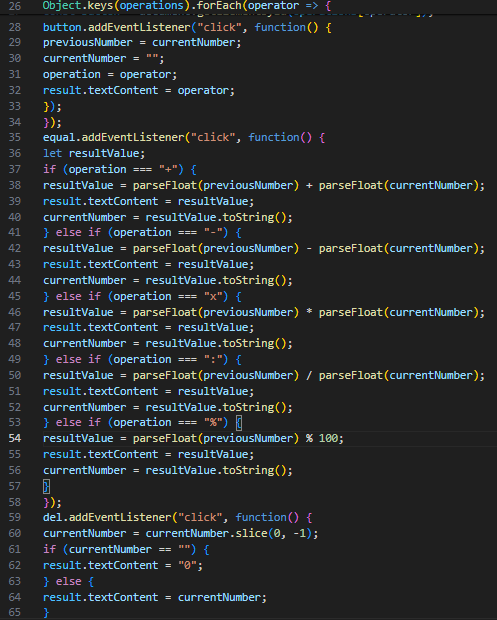 26 Object.keys(operations).forEach(operator => {
28 button.addEventListener("click", function() {
29 previousNumber = currentNumber;
30 currentNumber = "";
31 operation = operator;
32 result.textContent = operator;
33 });
34 });
35 equal.addEventListener("click", function() {
36 let resultValue;
37 if (operation === "+") {
38 resultValue = parseFloat(previousNumber) + parseFloat(currentNumber);
39 result.textContent = resultValue;
40 currentNumber = resultValue.toString();
41 } else if (operation === "-") {
42 resultValue = parseFloat(previousNumber) - parseFloat(currentNumber);
43 result.textContent = resultValue;
44 currentNumber = resultValue.toString();
45 } else if (operation === "x") {
46 resultValue = parseFloat(previousNumber) * parseFloat(currentNumber);
47 result.textContent = resultValue;
48 currentNumber = resultValue.toString();
49 } else if (operation === ":") {
50 resultValue = parseFloat(previousNumber) / parseFloat(currentNumber);
51 result.textContent = resultValue;
52 currentNumber = resultValue.toString();
53 } else if (operation === "%") {
54 resultValue = parseFloat(previousNumber) % 100;
55 result.textContent = resultValue;
56 currentNumber = resultValue.toString();
57 }
58 });
59 del.addEventListener("click", function() {
60 currentNumber = currentNumber.slice(0, -1);
61 if (currentNumber == "") {
62 result.textContent = "0";
63 } else {
64 result.textContent = currentNumber;
65 }